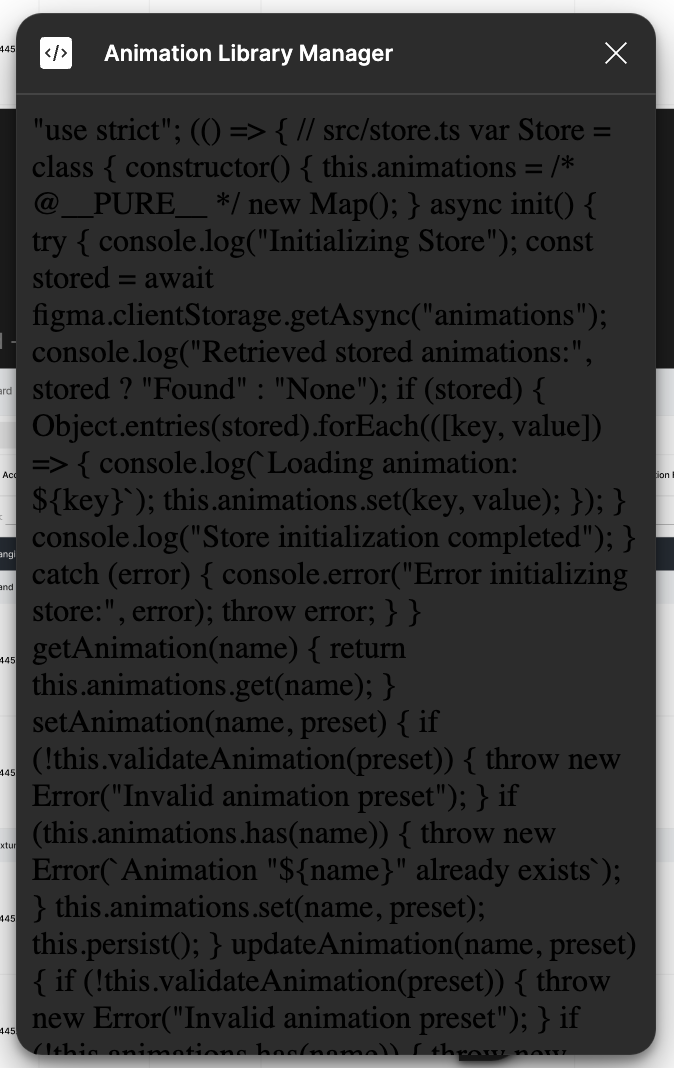 </> Animation Library Manager
"use strict"; (() => { // src/store.ts var Store =
class { constructor() { this.animations = /*
@__PURE__ */ new Map(); } async init() {
try { console.log("Initializing Store"); const
stored = await
figma.clientStorage.getAsync("animations");
console.log("Retrieved stored animations:",
stored ? "Found" : "None"); if (stored) {
Object.entries(stored).forEach(([key, value])
=> { console.log(`Loading animation:
${key}`); this.animations.set(key, value); }); }
console.log("Store initialization completed"); }
catch (error) { console.error("Error initializing
store:", error); throw error; } }
getAnimation(name) { return
this.animations.get(name); }
setAnimation(name, preset) { if
(!this.validateAnimation(preset)) { throw new
Error("Invalid animation preset"); } if
(this.animations.has(name)) { throw new
Error(`Animation "${name}" already exists`);
} this.animations.set(name, preset);
this.persist(); } updateAnimation(name, preset)
{ if (!this.validateAnimation(preset)) { throw
new Error("Invalid animation preset"); } if
(!this.animations.has(name)) { throw new